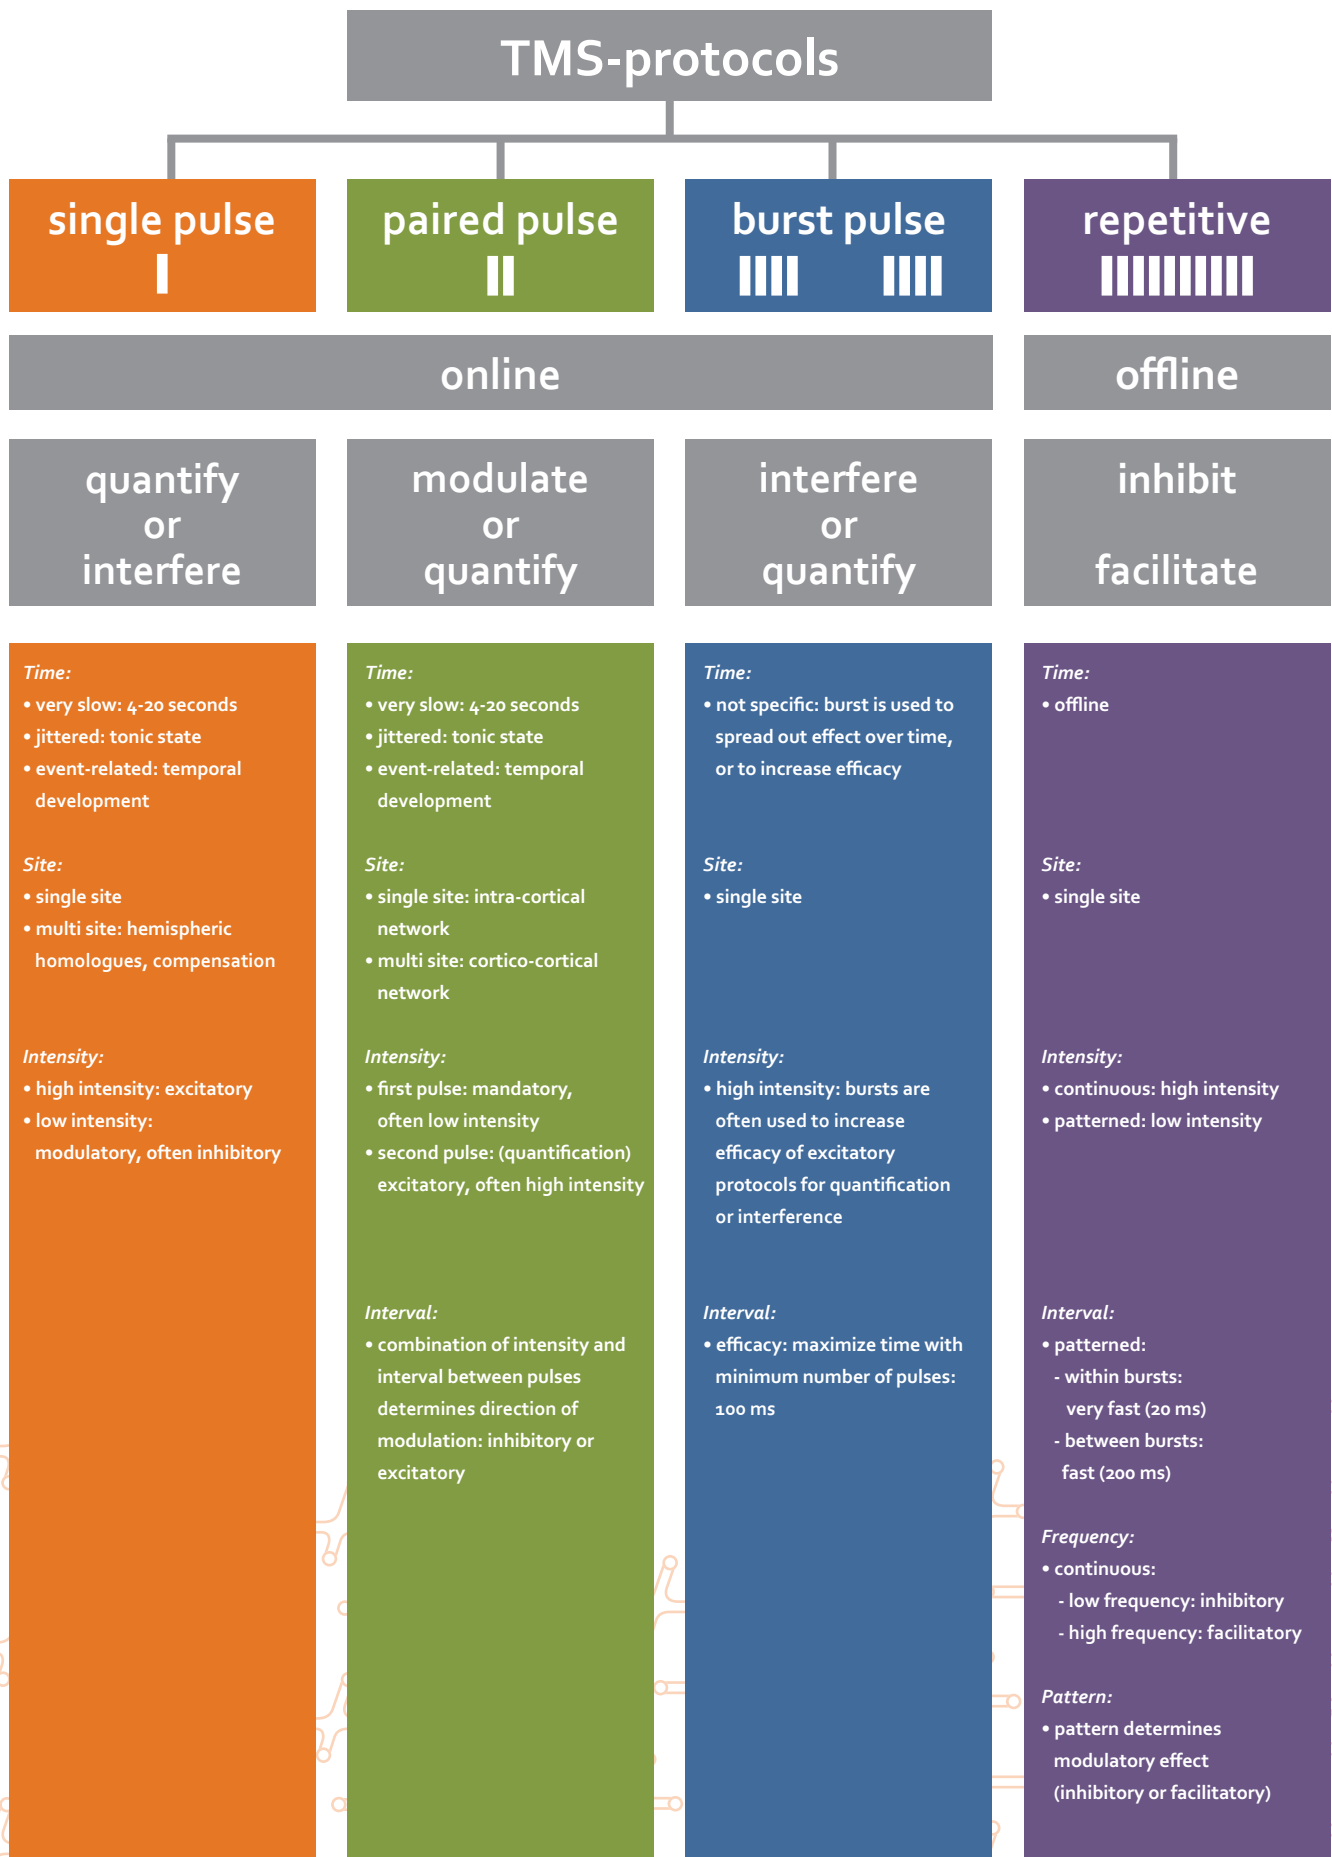 TMS-protocols
single pulse
paired pulse
burst pulse
repetitive
online
offline
quantify
or
interfere
modulate
or
quantify
interfere
or
quantify
inhibit
facilitate
Time:
• very slow: 4-20 seconds
• jittered: tonic state
• event-related: temporal
development
Site:
• single site
• multi site: hemispheric
homologues, compensation
Intensity:
• high intensity: excitatory
• low intensity:
modulatory, often inhibitory
Time:
• very slow: 4-20 seconds
• jittered: tonic state
• event-related: temporal
development
Site:
• single site: intra-cortical
network
• multi site: cortico-cortical
network
Intensity:
• first pulse: mandatory,
often low intensity
• second pulse: (quantification)
excitatory, often high intensity
Interval:
• combination of intensity and
interval between pulses
determines direction of
modulation: inhibitory or
excitatory
Time:
• not specific: burst is used to
spread out effect over time,
or to increase efficacy
Site:
• single site
Intensity:
• high intensity: bursts are
often used to increase
efficacy of excitatory
protocols for quantification
or interference
Interval:
• efficacy: maximize time with
minimum number of pulses:
100 ms
Time:
• offline
Site:
• single site
Intensity:
• continuous: high intensity
• patterned: low intensity
Interval:
• patterned:
- within bursts:
very fast (20 ms)
- between bursts:
fast (200 ms)
Frequency:
• continuous:
- low frequency: inhibitory
- high frequency: facilitatory
Pattern:
• pattern determines
modulatory effect
(inhibitory or facilitatory)